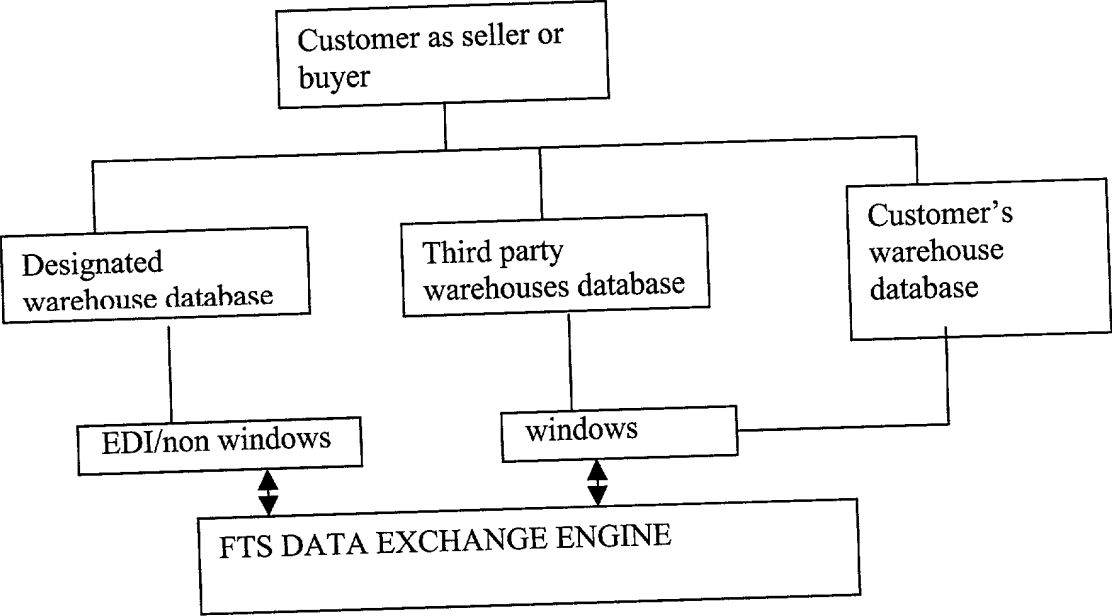 Customer as seller or
buyer
Designated
warehouse database
Third party
warehouses database
Customer’s
warehouse
database
EDI/non windows
windows
FTS DATA EXCHANGE ENGINE